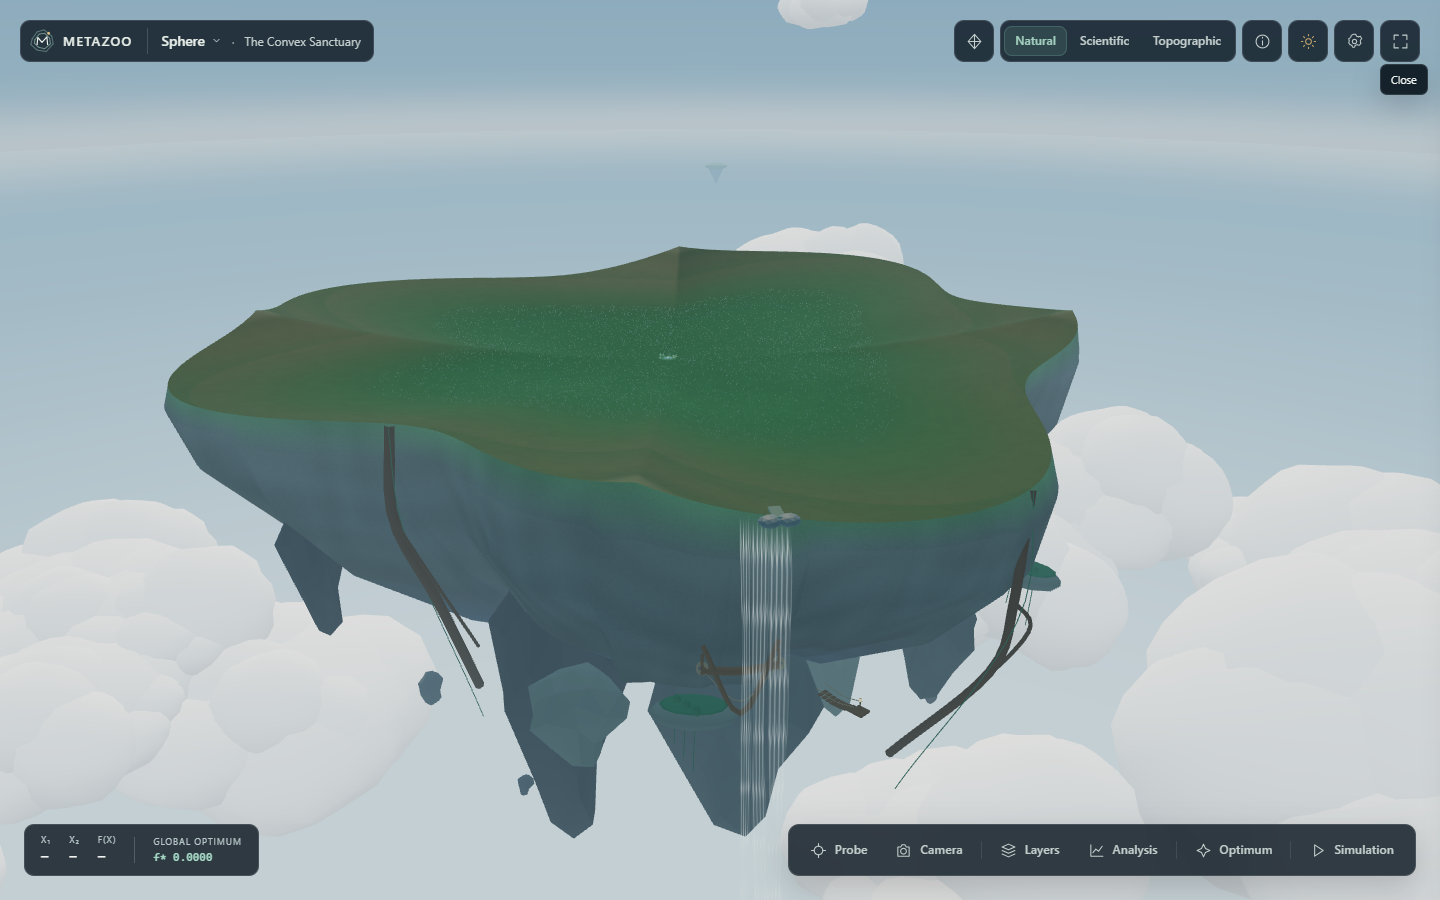 METAZOO
Sphere · The Convex Sanctuary
Natural
Scientific
Topographic
Close
X₁ X₂ F(X)
– – –
GLOBAL OPTIMUM
f* 0.0000
Probe
Camera
Layers
Analysis
Optimum
Simulation